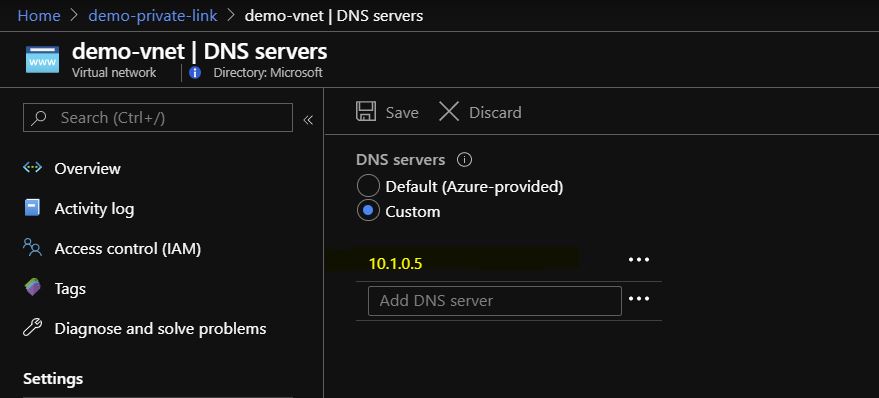 Home > demo-private-link > demo-vnet | DNS servers
demo-vnet | DNS servers
www
Virtual network | Directory: Microsoft
Search (Ctrl+/)
«
Overview
Activity log
Access control (IAM)
Tags
Diagnose and solve problems
Settings
Save Discard
DNS servers
Default (Azure-provided)
Custom
10.1.0.5 •••
Add DNS server •••